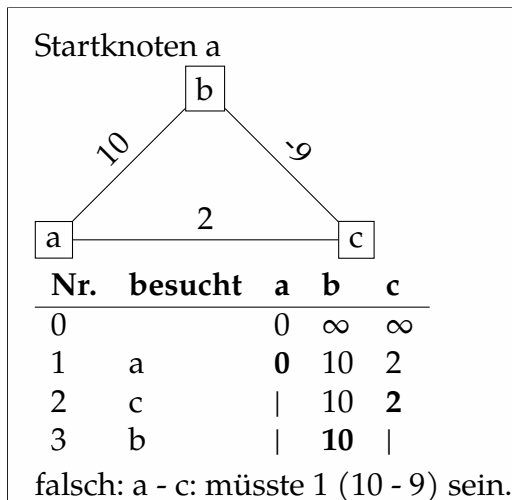 Startknoten a
b
10
-9
2
a
c
Nr. besucht a b c
0 0 ∞ ∞
1 a 0 10 2
2 c | 10 2
3 b | 10 |
falsch: a - c: müsste 1 (10 - 9) sein.